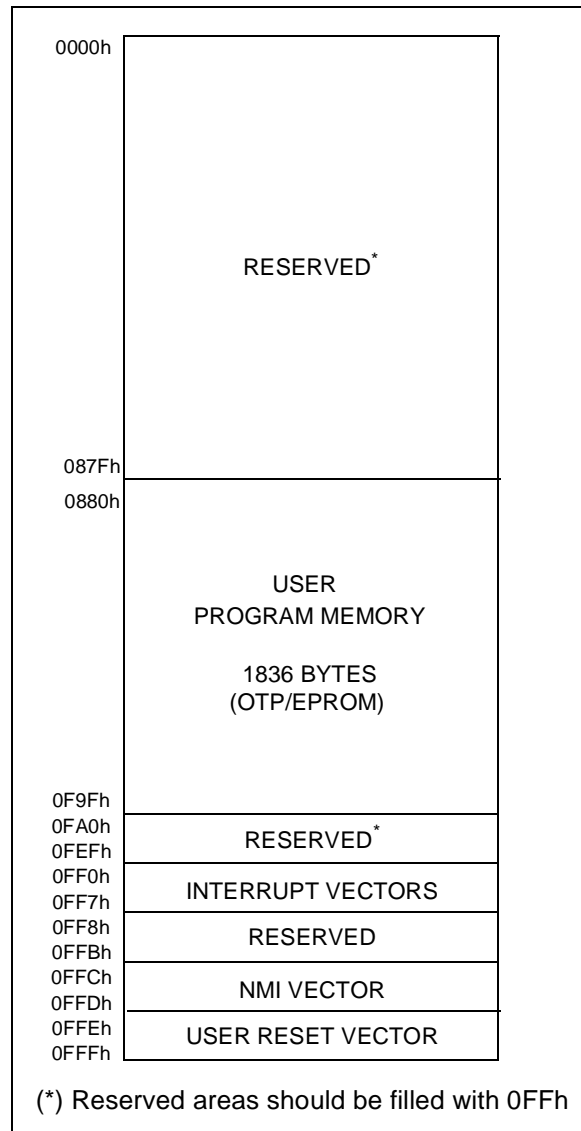 0000h
RESERVED*
087Fh
0880h
USER
PROGRAM MEMORY
1836 BYTES
(OTP/EPROM)
0F9Fh
0FA0h
RESERVED*
0FEFh
0FF0h
INTERRUPT VECTORS
0FF7h
0FF8h
RESERVED
0FFBh
0FFCh
NMI VECTOR
0FFDh
0FFEh
USER RESET VECTOR
0FFFh
(*) Reserved areas should be filled with 0FFh